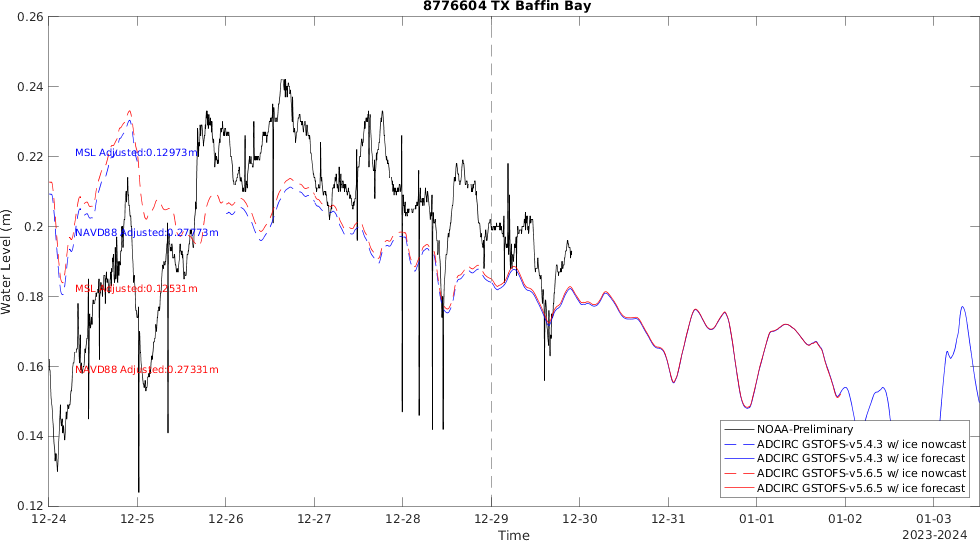 8776604 TX Baffin Bay
0.26
0.24
0.22
0.2
0.18
0.16
0.14
0.12
Water Level (m)
MSL Adjusted:0.12973m
NAVD88 Adjusted:0.27773m
MSL Adjusted:0.12531m
NAVD88 Adjusted:0.27331m
NOAA-Preliminary
ADCIRC GSTOFS-v5.4.3 w/ ice nowcast
ADCIRC GSTOFS-v5.4.3 w/ ice forecast
ADCIRC GSTOFS-v5.6.5 w/ ice nowcast
ADCIRC GSTOFS-v5.6.5 w/ ice forecast
12-24 12-25 12-26 12-27 12-28 12-29 12-30 12-31 01-01 01-02 01-03
Time
2023-2024